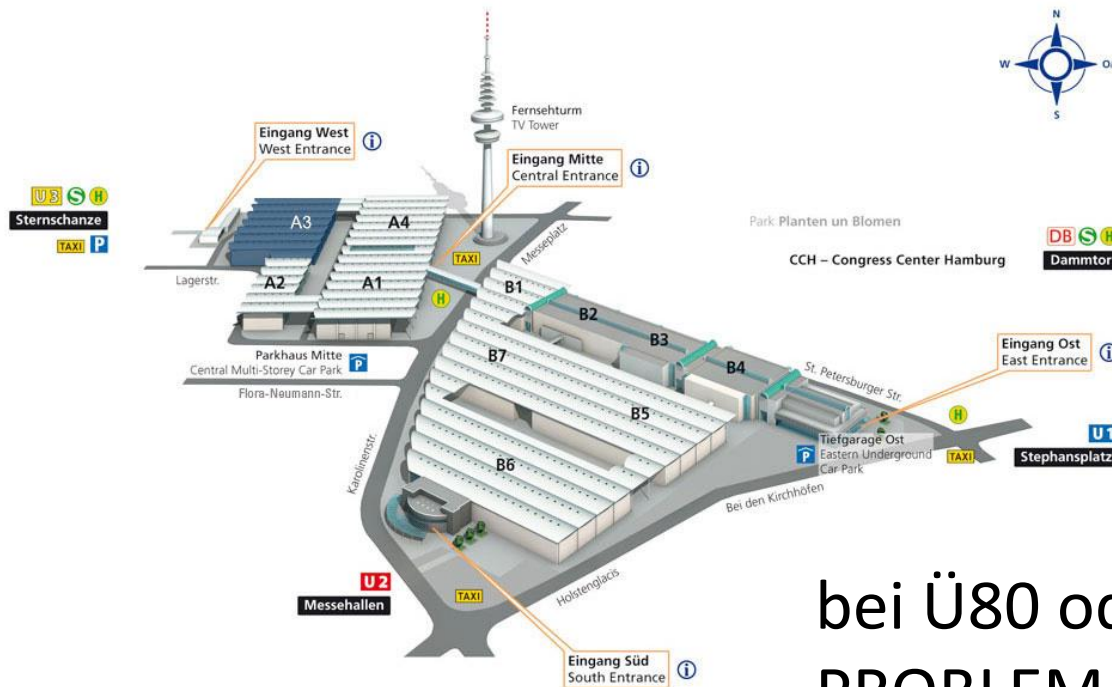 N
W
S
Fernsehturm
TV Tower
Eingang West
West Entrance
i
Eingang Mitte
Central Entrance
i
U3 S H
Sternschanze
TAXI P
A3
A4
Park Planten un Blomen
DB S H
Dammtor
CCH – Congress Center Hamburg
TAXI
Messeplatz
Lagerstr.
A2
A1
B1
H
B2
B3
B4
Eingang Ost
East Entrance
i
Parkhaus Mitte
Central Multi-Storey Car Park
P
B7
St. Petersburger Str.
Flora-Neumann-Str.
B5
H
Tiefgarage Ost
Eastern Underground
Car Park
P
TAXI
U1
Stephansplatz
Karolinenstr.
B6
Bei den Kirchhöfen
U2
Messehallen
TAXI
Holstenglacis
Eingang Süd
South Entrance
i
bei Ü80